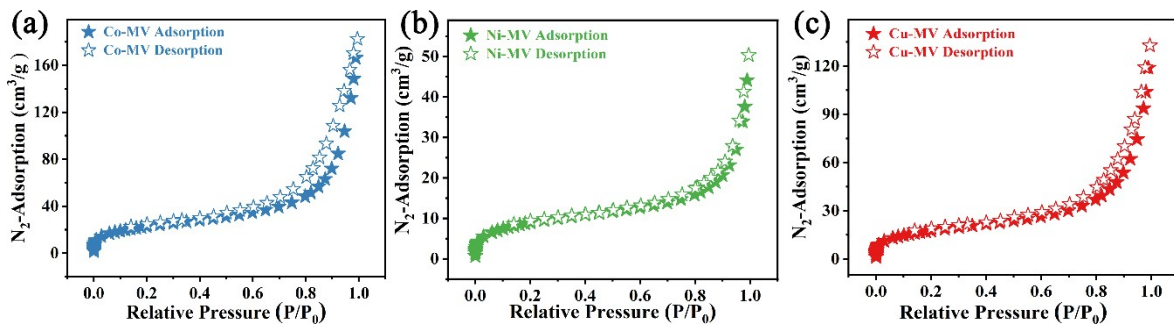 (a)
Co-MV Adsorption
Co-MV Desorption
N₂-Adsorption (cm³/g)
160
120
80
40
0
0.0 0.2 0.4 0.6 0.8 1.0
Relative Pressure (P/P₀)
(b)
Ni-MV Adsorption
Ni-MV Desorption
N₂-Adsorption (cm³/g)
50
40
30
20
10
0
0.0 0.2 0.4 0.6 0.8 1.0
Relative Pressure (P/P₀)
(c)
Cu-MV Adsorption
Cu-MV Desorption
N₂-Adsorption (cm³/g)
120
90
60
30
0
0.0 0.2 0.4 0.6 0.8 1.0
Relative Pressure (P/P₀)